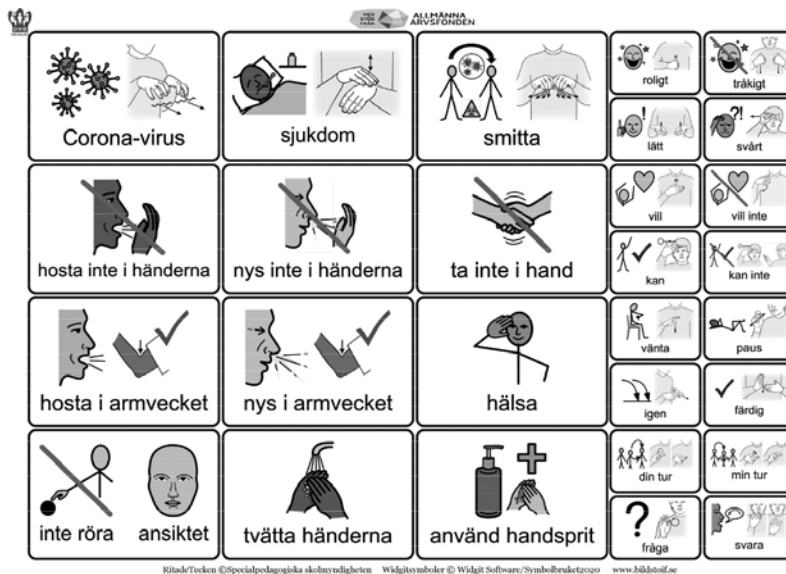 MED STÖD FRÅN
ALLMÄNNA
ARVSFONDEN
Corona-virus
sjukdom
smitta
roligt
tråkigt
lätt
svårt
hosta inte i händerna
nys inte i händerna
ta inte i hand
vill
vill inte
kan
kan inte
hosta i armvecket
nys i armvecket
hälsa
vänta
paus
igen
färdig
inte röra ansiktet
tvätta händerna
använd handsprit
din tur
min tur
fråga
svara
RitadeTecken ©Specialpedagogiska skolmyndigheten Widgitsymboler © Widgit Software/Symbolbruket2020 www.bildstoif.se